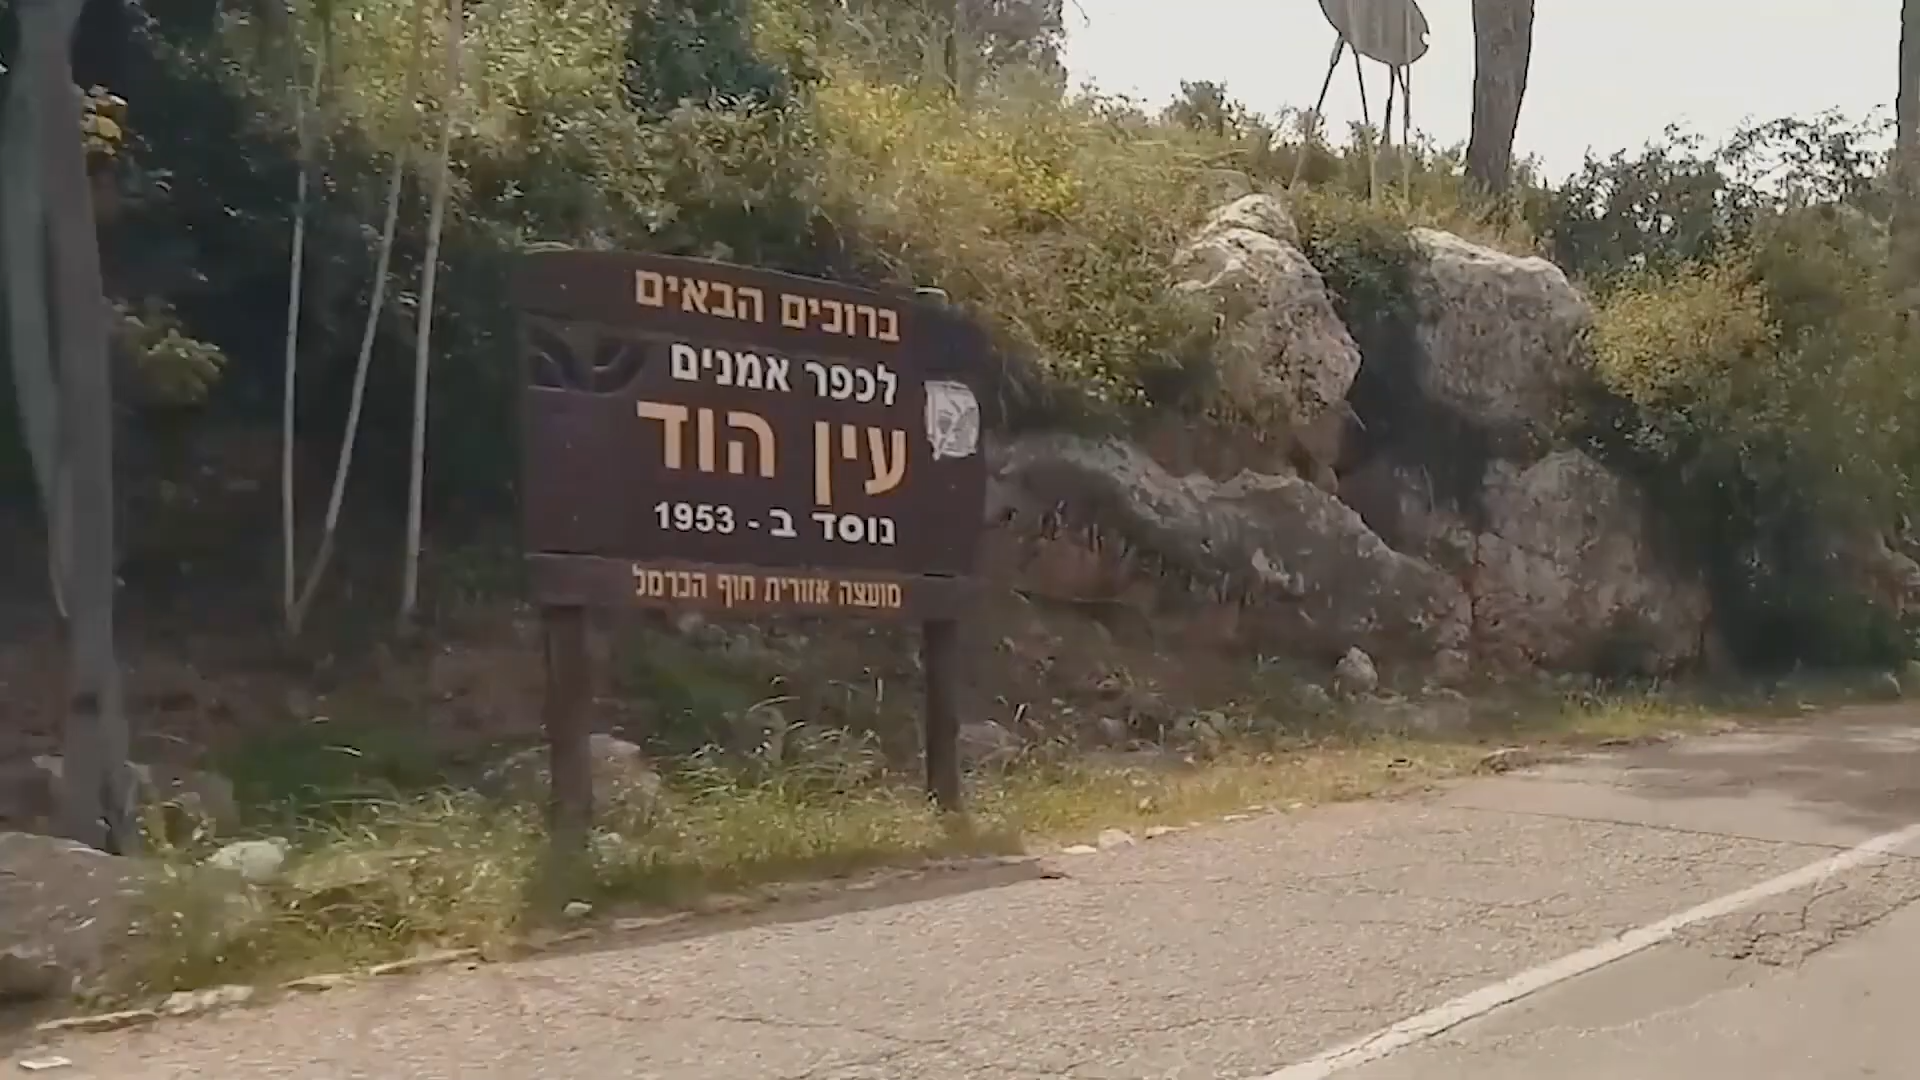 ברוכים הבאים
לכפר אמנים
עין הוד
נוסד ב - 1953
מועצה אזורית חוף הכרמל